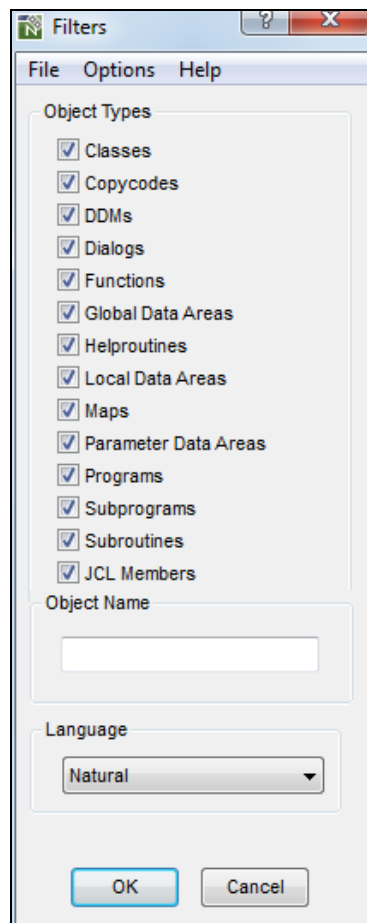 Filters
File Options Help
Object Types
Classes
Copycodes
DDMs
Dialogs
Functions
Global Data Areas
Helproutines
Local Data Areas
Maps
Parameter Data Areas
Programs
Subprograms
Subroutines
JCL Members
Object Name
Language
Natural
OK Cancel